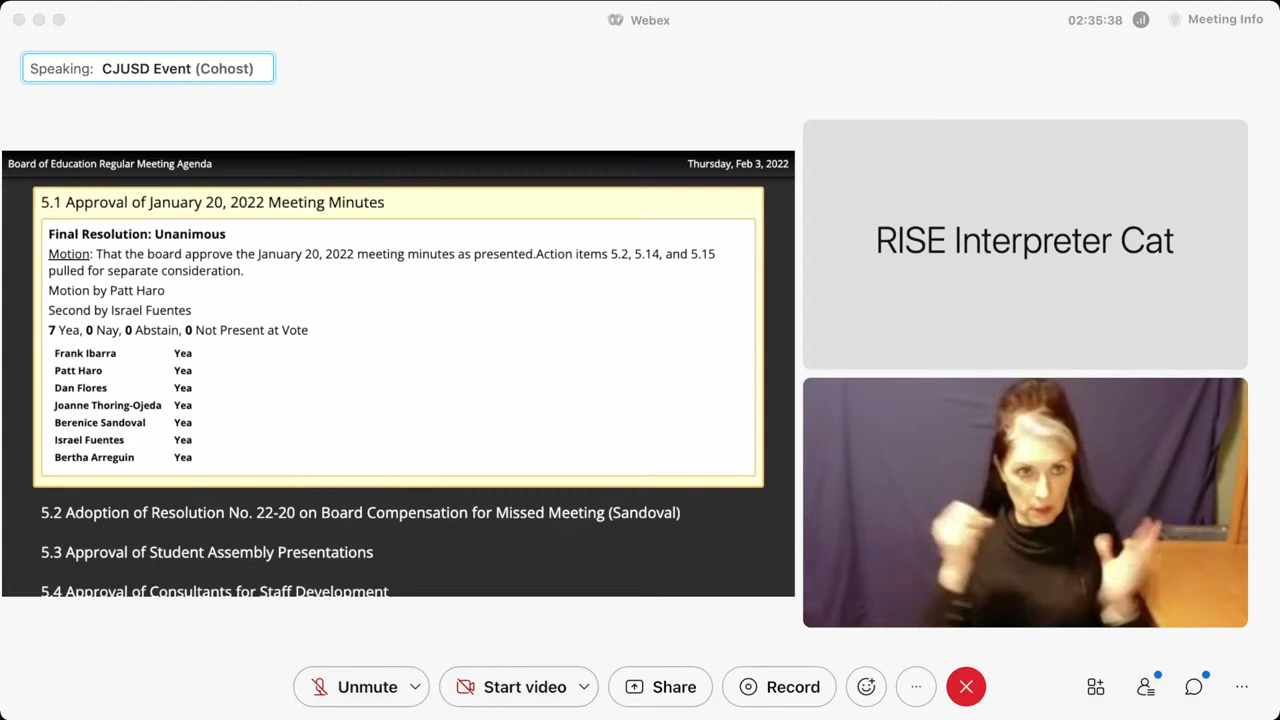 Webex
02:35:38
Meeting Info
Speaking: CJUSD Event (Cohost)
Board of Education Regular Meeting Agenda
Thursday, Feb 3, 2022
5.1 Approval of January 20, 2022 Meeting Minutes
Final Resolution: Unanimous
Motion: That the board approve the January 20, 2022 meeting minutes as presented.Action items 5.2, 5.14, and 5.15
pulled for separate consideration.
Motion by Patt Haro
Second by Israel Fuentes
7 Yea, 0 Nay, 0 Abstain, 0 Not Present at Vote
Frank Ibarra Yea
Patt Haro Yea
Dan Flores Yea
Joanne Thoring-Ojeda Yea
Berenice Sandoval Yea
Israel Fuentes Yea
Bertha Arreguin Yea
5.2 Adoption of Resolution No. 22-20 on Board Compensation for Missed Meeting (Sandoval)
5.3 Approval of Student Assembly Presentations
5.4 Approval of Consultants for Staff Development
RISE Interpreter Cat
Unmute
Start video
Share
Record